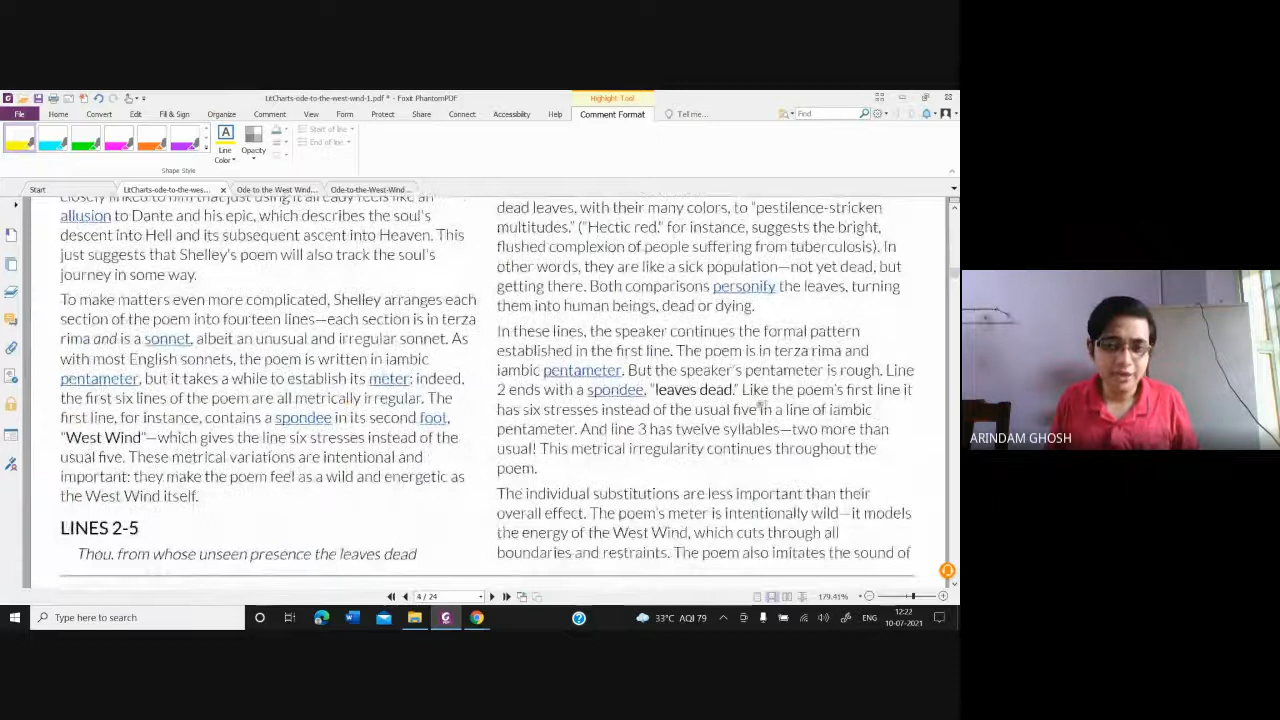 LitCharts-ode-to-the-west-wnd-1.pdf * - Foxit PhantomPDF
Highlight Tool
File Home Convert Edit Fill & Sign Organize Comment View Form Protect Share Connect Accessibility Help Comment Format Tell me... Find
Line Color
Opacity
Start of line
End of line
Shape Style
Start LitCharts-ode-to-the-wes... Ode to the West Wind... Ode-to-the-West-Wind...
closely linked to him that just using it already feels like an
allusion to Dante and his epic, which describes the soul's
descent into Hell and its subsequent ascent into Heaven. This
just suggests that Shelley's poem will also track the soul's
journey in some way.
To make matters even more complicated, Shelley arranges each
section of the poem into fourteen lines—each section is in terza
rima and is a sonnet, albeit an unusual and irregular sonnet. As
with most English sonnets, the poem is written in iambic
pentameter, but it takes a while to establish its meter: indeed,
the first six lines of the poem are all metrically irregular. The
first line, for instance, contains a spondee in its second foot,
"West Wind"—which gives the line six stresses instead of the
usual five. These metrical variations are intentional and
important: they make the poem feel as a wild and energetic as
the West Wind itself.
LINES 2-5
Thou, from whose unseen presence the leaves dead
dead leaves, with their many colors, to "pestilence-stricken
multitudes." ("Hectic red," for instance, suggests the bright,
flushed complexion of people suffering from tuberculosis). In
other words, they are like a sick population—not yet dead, but
getting there. Both comparisons personify the leaves, turning
them into human beings, dead or dying.
In these lines, the speaker continues the formal pattern
established in the first line. The poem is in terza rima and
iambic pentameter. But the speaker's pentameter is rough. Line
2 ends with a spondee, "leaves dead." Like the poem's first line it
has six stresses instead of the usual five in a line of iambic
pentameter. And line 3 has twelve syllables—two more than
usual! This metrical irregularity continues throughout the
poem.
The individual substitutions are less important than their
overall effect. The poem's meter is intentionally wild—it models
the energy of the West Wind, which cuts through all
boundaries and restraints. The poem also imitates the sound of
4 / 24
179.41%
Type here to search
33°C AQI 79
ENG
12:22
10-07-2021
ARINDAM GHOSH